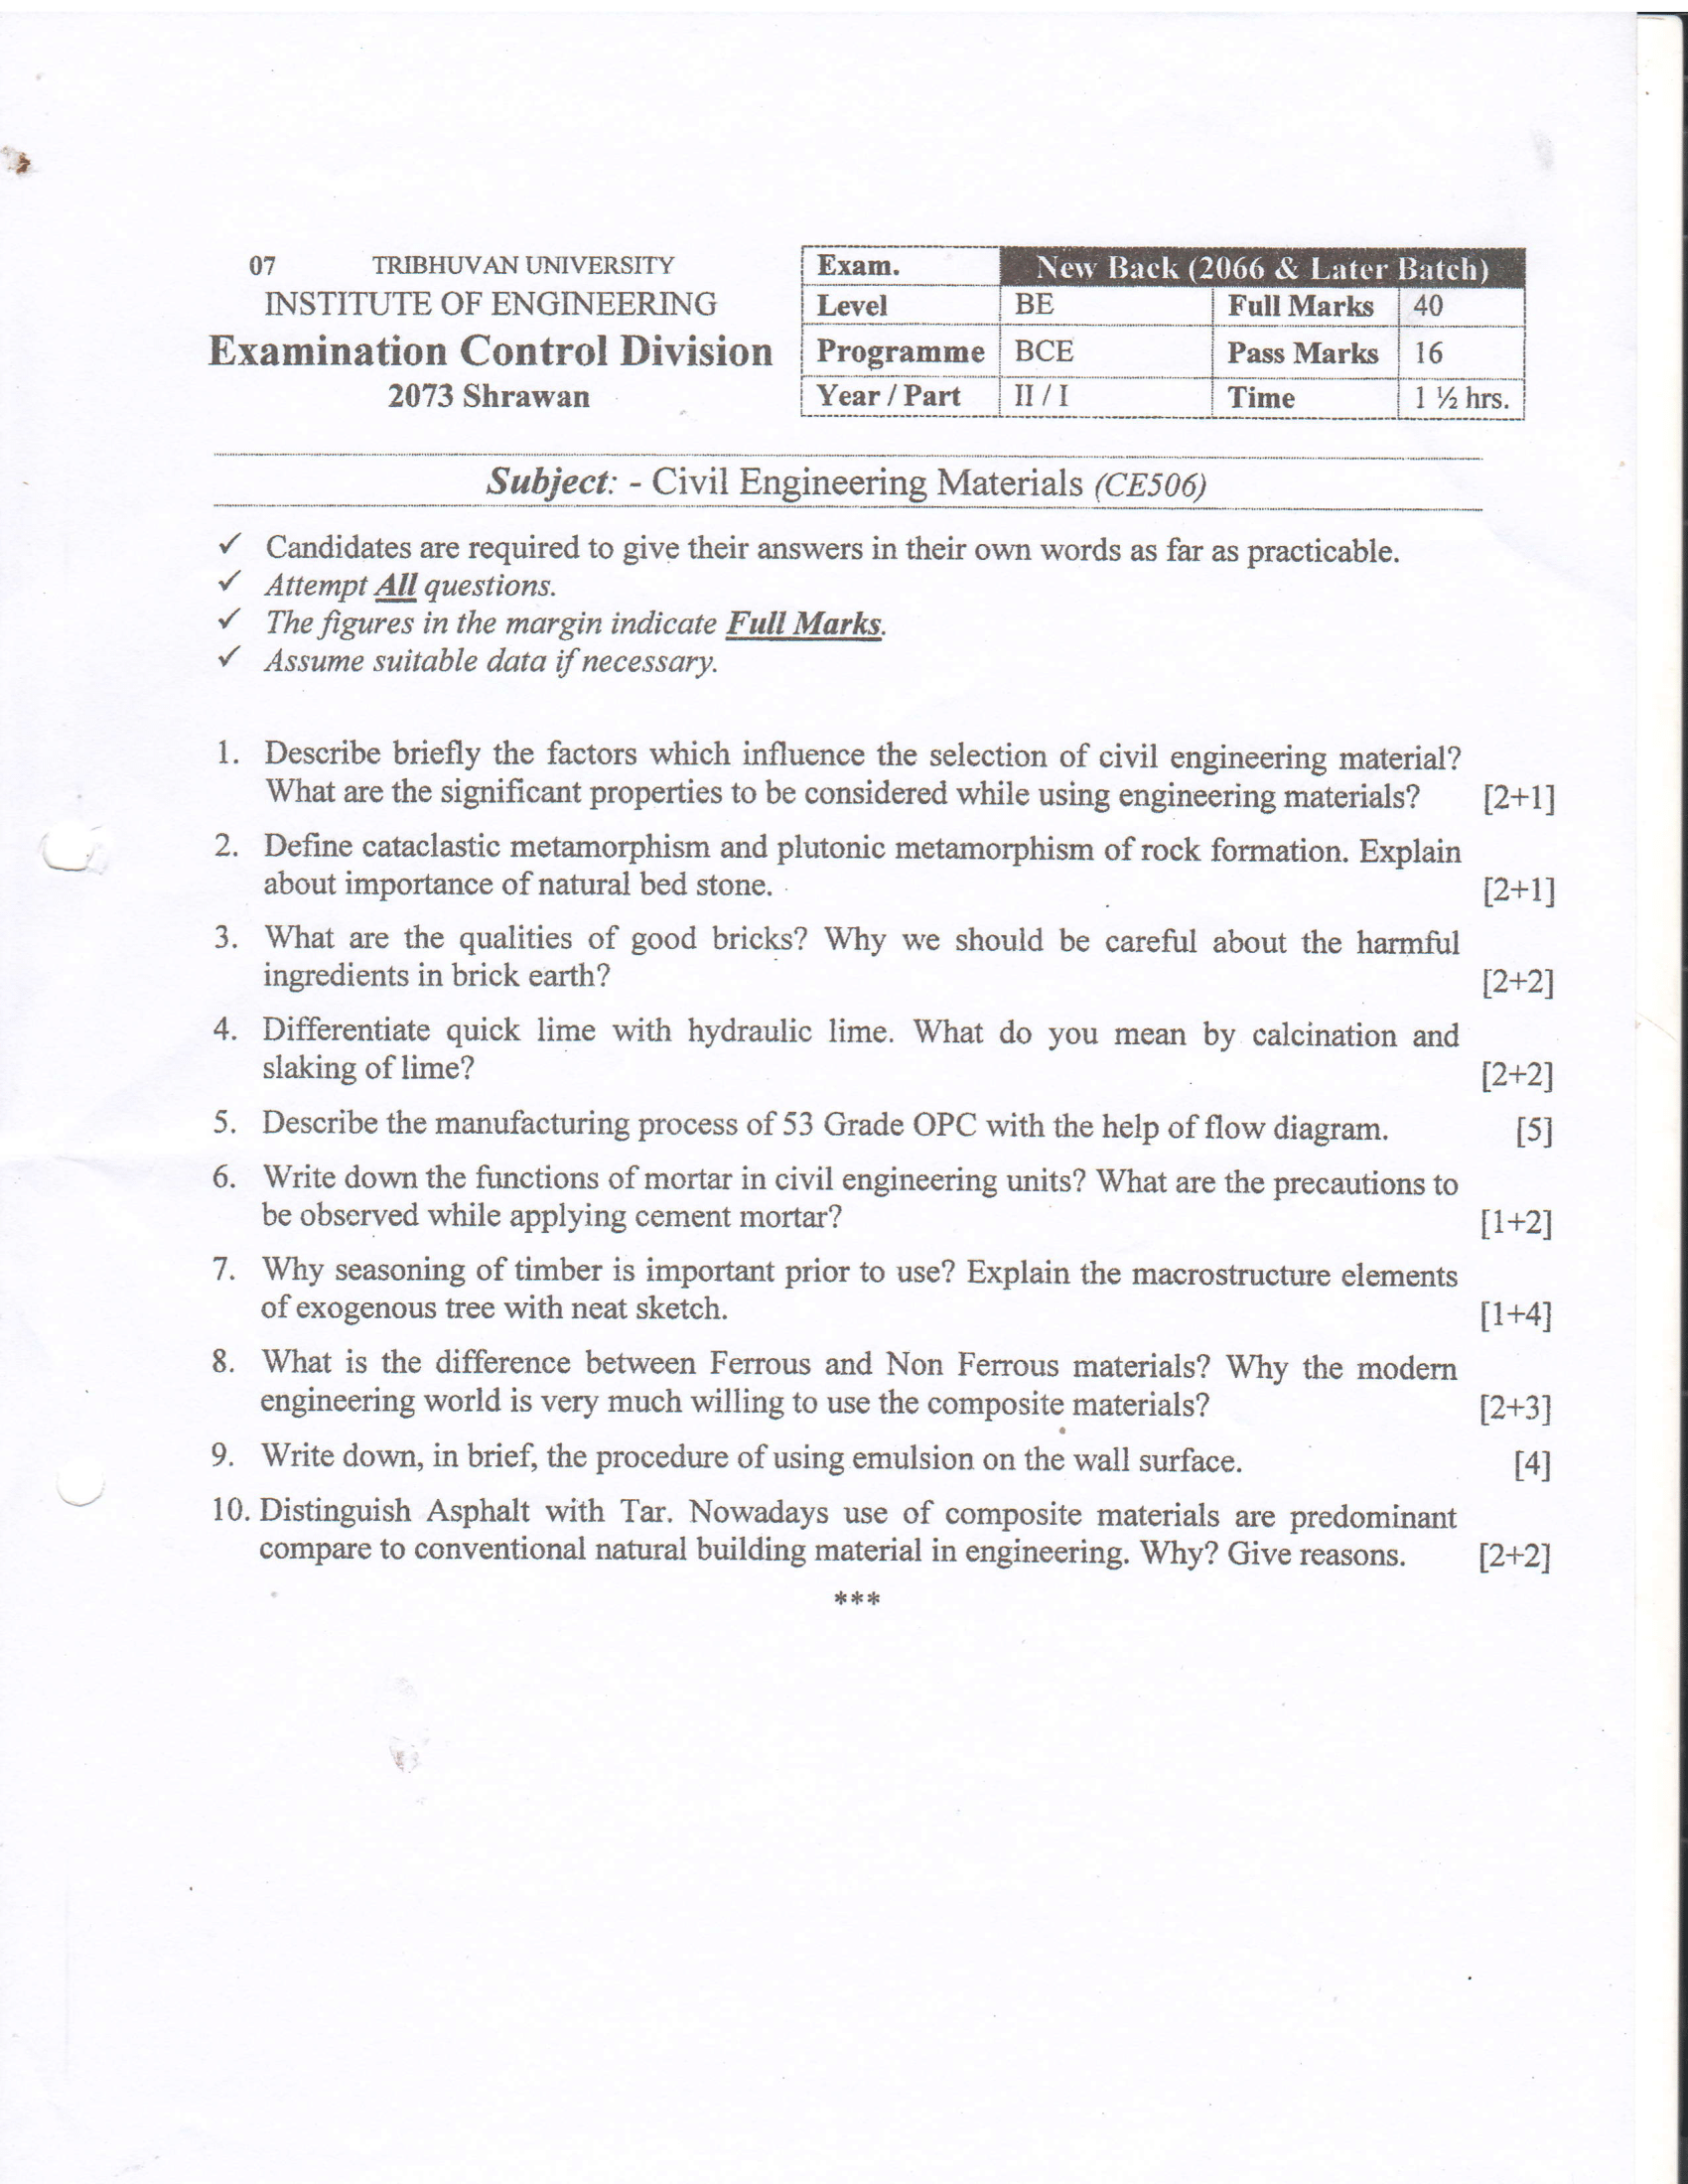 07 TRIBHUVAN UNIVERSITY
INSTITUTE OF ENGINEERING
Examination Control Division
2073 Shrawan
Exam. New Back (2066 & Later Batch)
Level BE Full Marks 40
Programme BCE Pass Marks 16
Year / Part II / I Time 1 ½ hrs.
Subject: - Civil Engineering Materials (CE506)
✓ Candidates are required to give their answers in their own words as far as practicable.
✓ Attempt All questions.
✓ The figures in the margin indicate Full Marks.
✓ Assume suitable data if necessary.
1. Describe briefly the factors which influence the selection of civil engineering material?
What are the significant properties to be considered while using engineering materials? [2+1]
2. Define cataclastic metamorphism and plutonic metamorphism of rock formation. Explain
about importance of natural bed stone. [2+1]
3. What are the qualities of good bricks? Why we should be careful about the harmful
ingredients in brick earth? [2+2]
4. Differentiate quick lime with hydraulic lime. What do you mean by calcination and
slaking of lime? [2+2]
5. Describe the manufacturing process of 53 Grade OPC with the help of flow diagram. [5]
6. Write down the functions of mortar in civil engineering units? What are the precautions to
be observed while applying cement mortar? [1+2]
7. Why seasoning of timber is important prior to use? Explain the macrostructure elements
of exogenous tree with neat sketch. [1+4]
8. What is the difference between Ferrous and Non Ferrous materials? Why the modern
engineering world is very much willing to use the composite materials? [2+3]
9. Write down, in brief, the procedure of using emulsion on the wall surface. [4]
10. Distinguish Asphalt with Tar. Nowadays use of composite materials are predominant
compare to conventional natural building material in engineering. Why? Give reasons. [2+2]
***